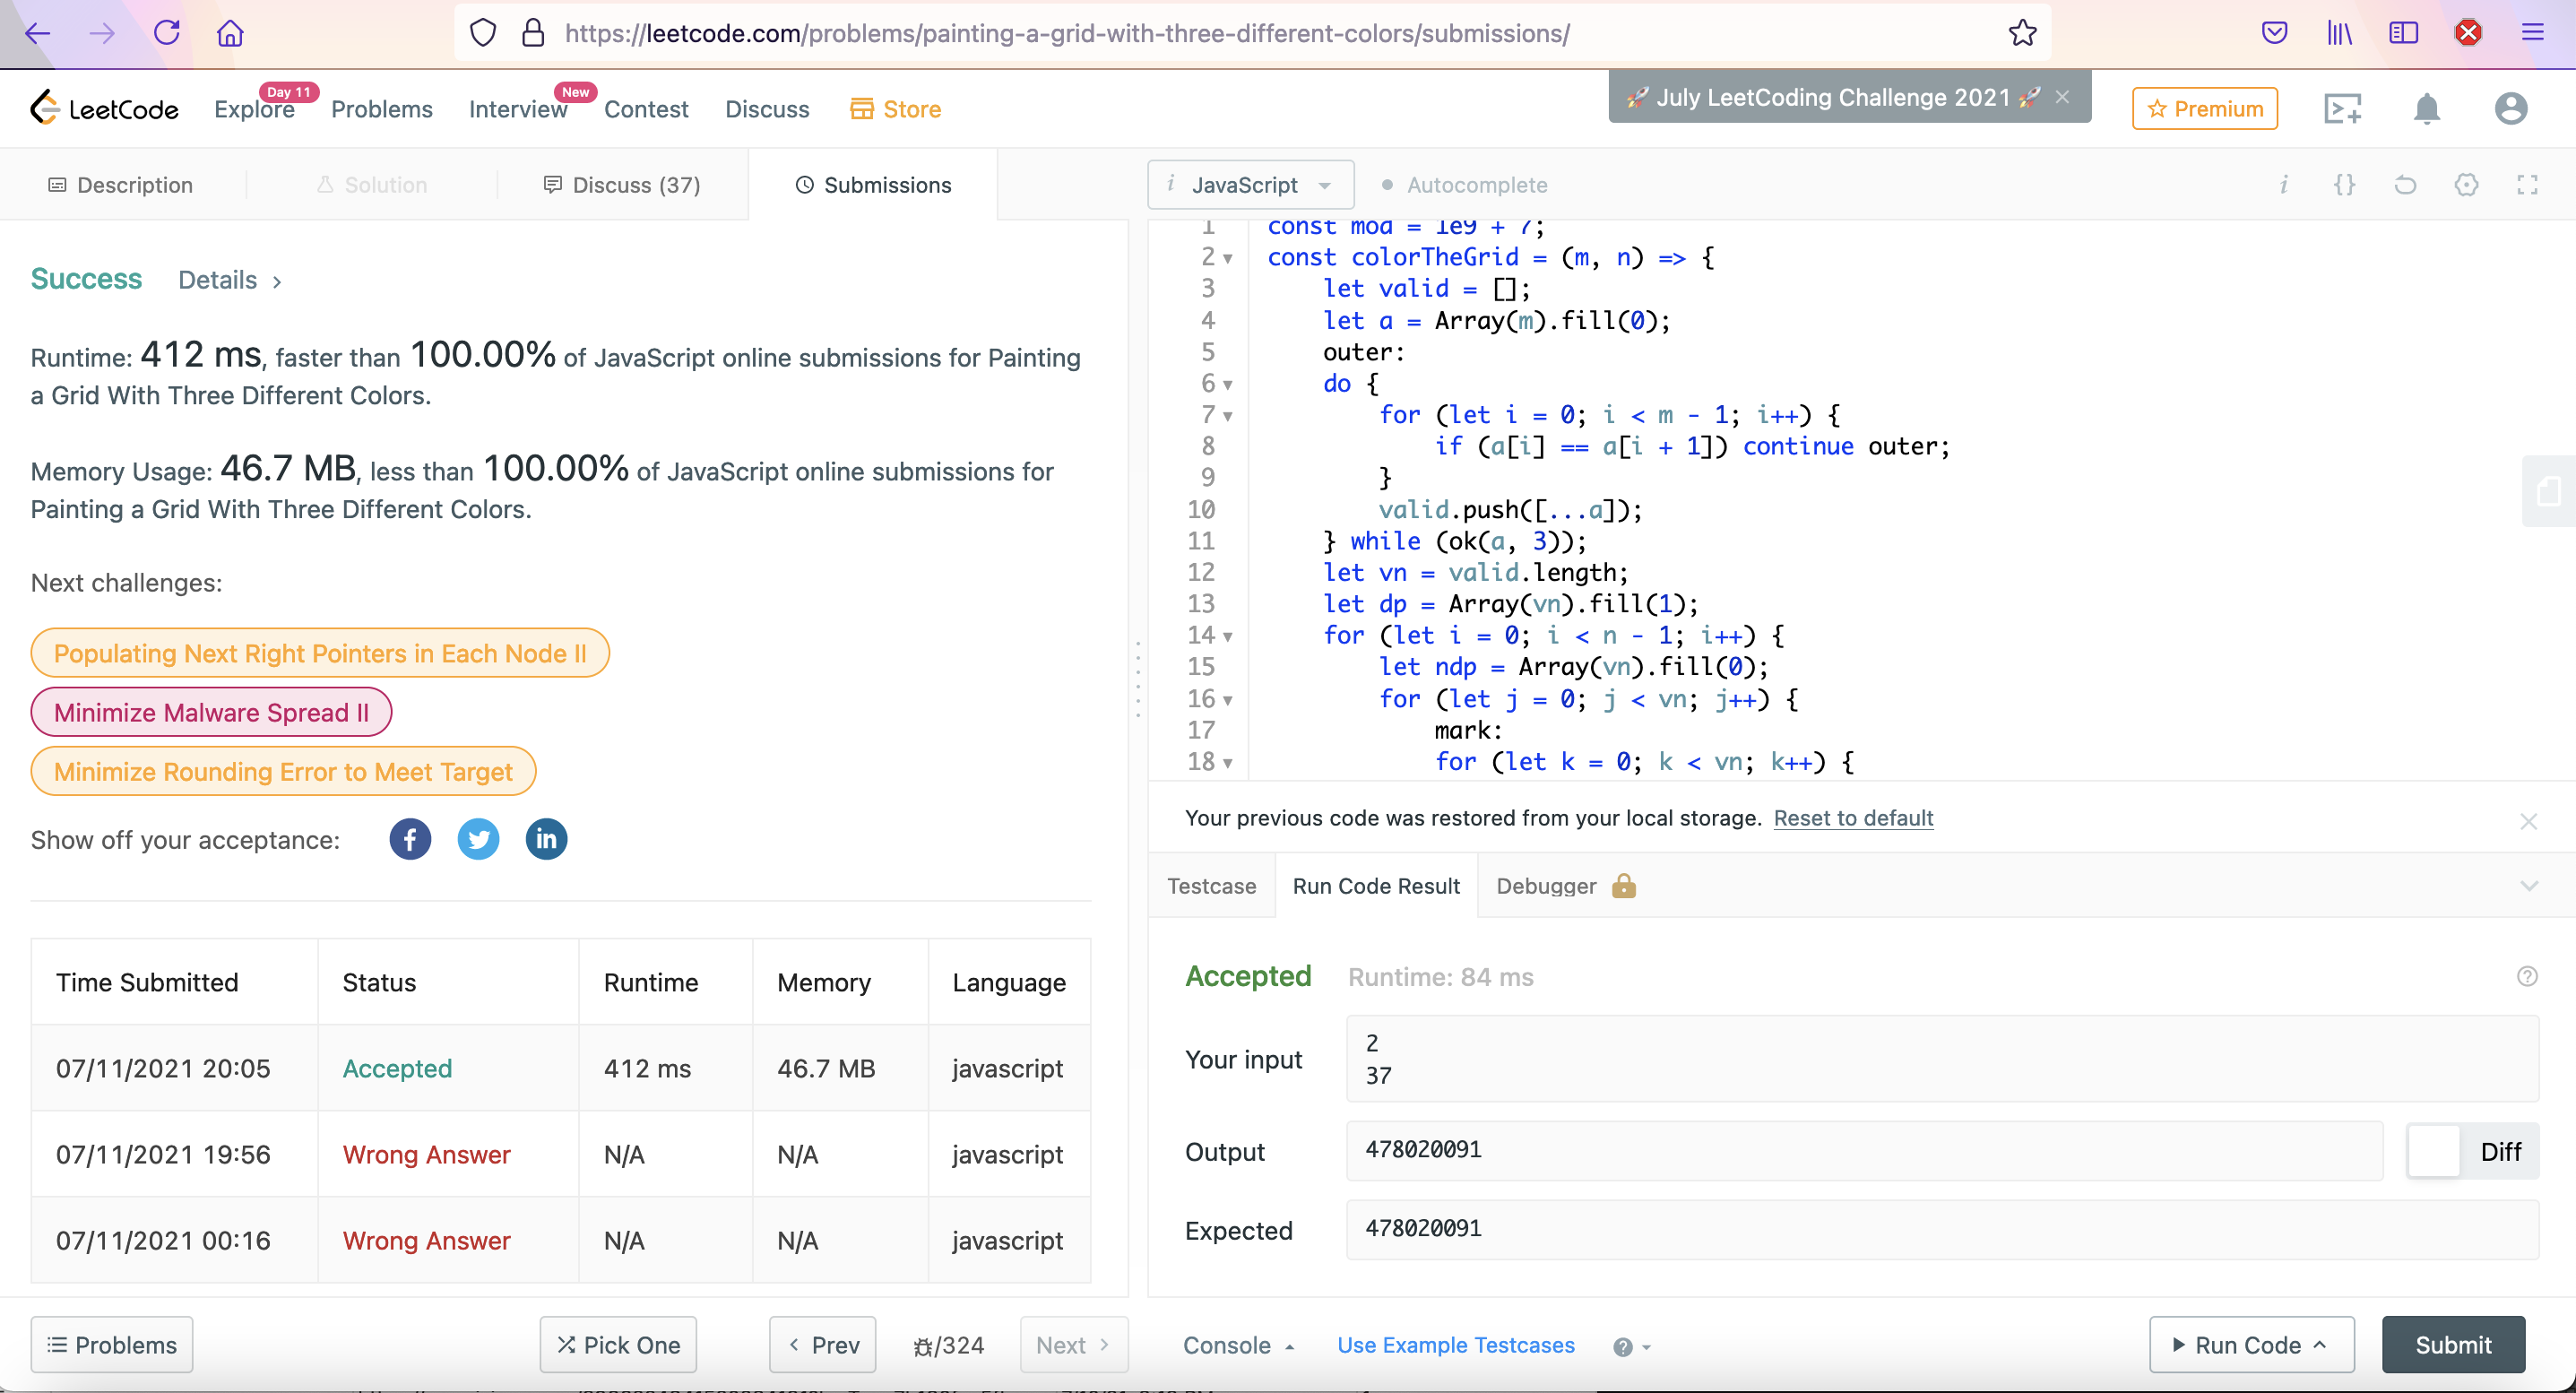 https://leetcode.com/problems/painting-a-grid-with-three-different-colors/submissions/
LeetCode
Explore
Day 11
Problems
Interview
New
Contest
Discuss
Store
🚀 July LeetCoding Challenge 2021 🚀
Premium
Description
Solution
Discuss (37)
Submissions
Success
Details
Runtime: 412 ms, faster than 100.00% of JavaScript online submissions for Painting
a Grid With Three Different Colors.
Memory Usage: 46.7 MB, less than 100.00% of JavaScript online submissions for
Painting a Grid With Three Different Colors.
Next challenges:
Populating Next Right Pointers in Each Node II
Minimize Malware Spread II
Minimize Rounding Error to Meet Target
Show off your acceptance:
Time Submitted Status Runtime Memory Language
07/11/2021 20:05 Accepted 412 ms 46.7 MB javascript
07/11/2021 19:56 Wrong Answer N/A N/A javascript
07/11/2021 00:16 Wrong Answer N/A N/A javascript
Problems
Pick One
Prev
/324
Next
i JavaScript
Autocomplete
1 const mod = 1e9 + 7;
2 const colorTheGrid = (m, n) => {
3 let valid = [];
4 let a = Array(m).fill(0);
5 outer:
6 do {
7 for (let i = 0; i < m - 1; i++) {
8 if (a[i] == a[i + 1]) continue outer;
9 }
10 valid.push([...a]);
11 } while (ok(a, 3));
12 let vn = valid.length;
13 let dp = Array(vn).fill(1);
14 for (let i = 0; i < n - 1; i++) {
15 let ndp = Array(vn).fill(0);
16 for (let j = 0; j < vn; j++) {
17 mark:
18 for (let k = 0; k < vn; k++) {
Your previous code was restored from your local storage. Reset to default
Testcase
Run Code Result
Debugger
Accepted
Runtime: 84 ms
Your input
2
37
Output
478020091
Diff
Expected
478020091
Console
Use Example Testcases
Run Code
Submit